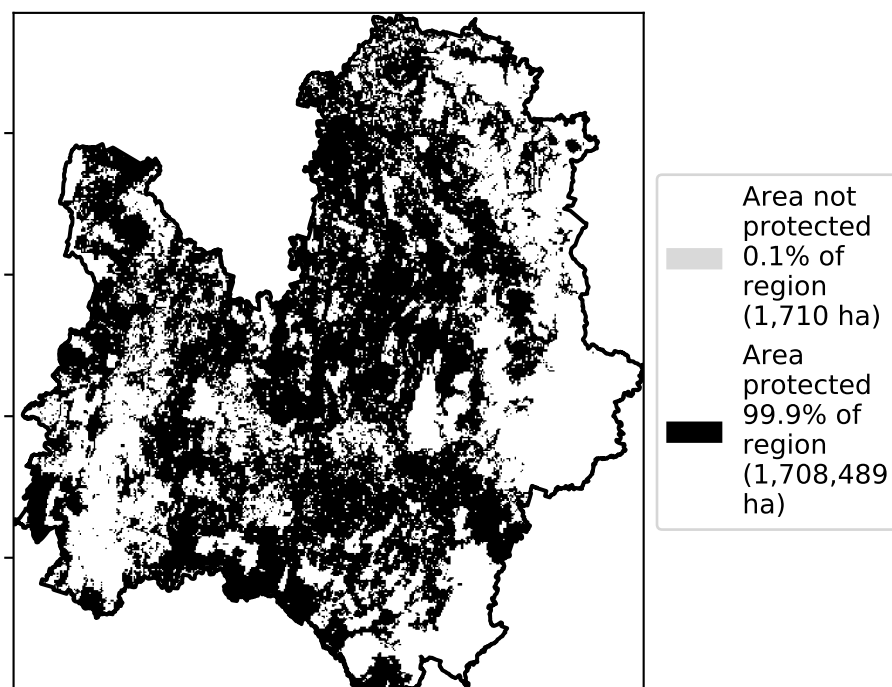 Area not
protected
0.1% of
region
(1,710 ha)
Area
protected
99.9% of
region
(1,708,489
ha)